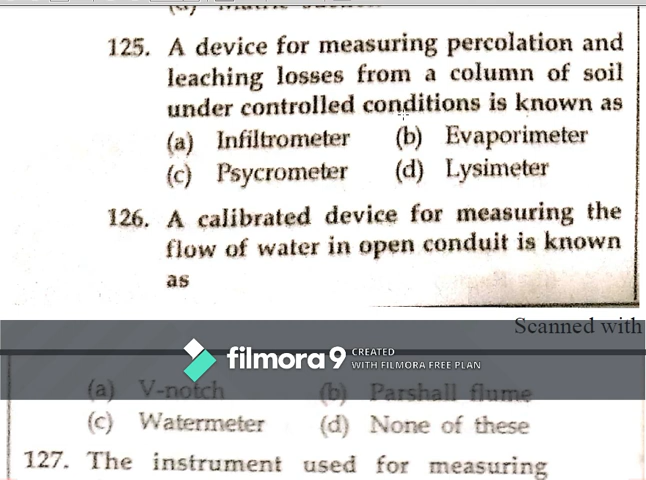 125. A device for measuring percolation and
leaching losses from a column of soil
under controlled conditions is known as
(a) Infiltrometer (b) Evaporimeter
(c) Psycrometer (d) Lysimeter
126. A calibrated device for measuring the
flow of water in open conduit is known
as
Scanned with
filmora9 CREATED
WITH FILMORA FREE PLAN
(a) V-notch (b) Parshall flume
(c) Watermeter (d) None of these
127. The instrument used for measuring